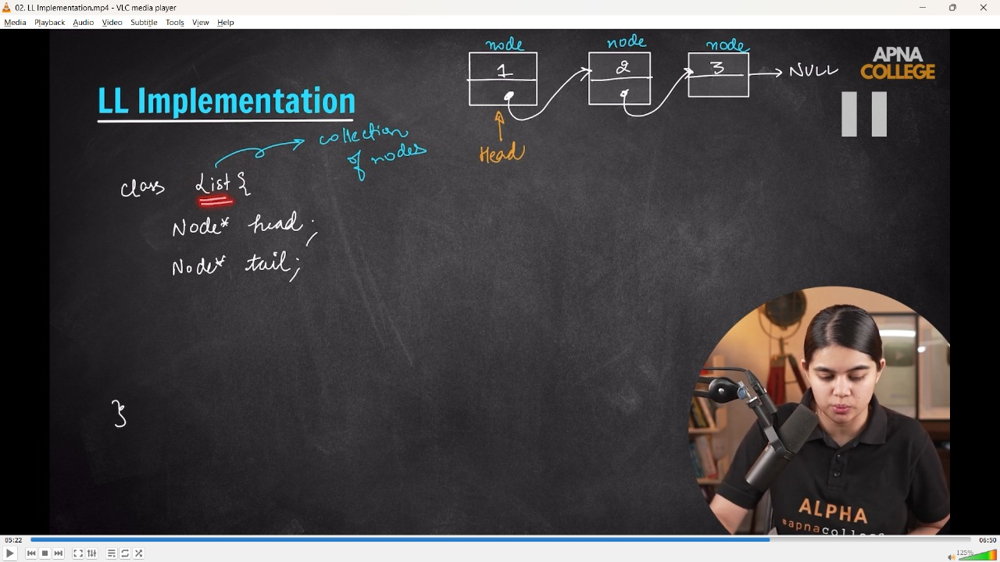 02. LL Implementation.mp4 - VLC media player
Media Playback Audio Video Subtitle Tools View Help
node node node
1 2 3 NULL
APNA
COLLEGE
LL Implementation
Head
collection
of nodes
class List {
Node* head;
Node* tail;
}
ALPHA
#apnacolle
05:22 06:50
125%